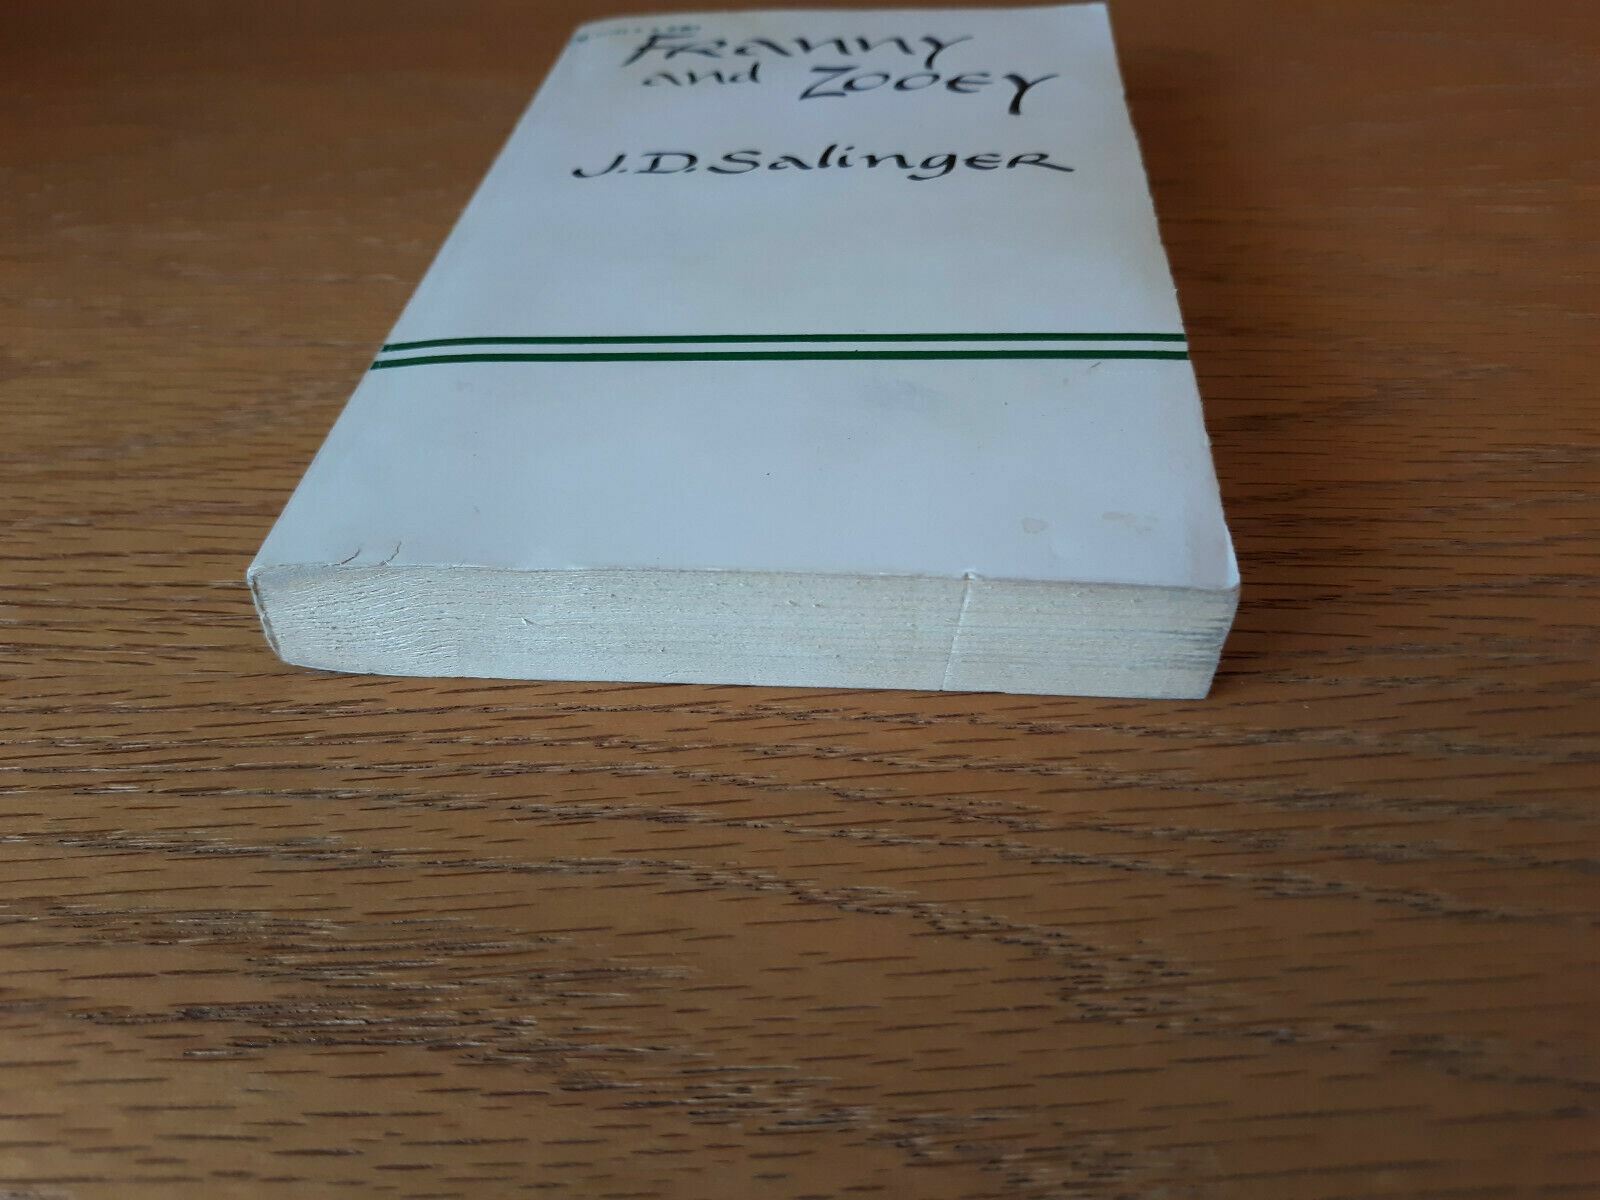 Franny
and Zooey
J.D. Salinger